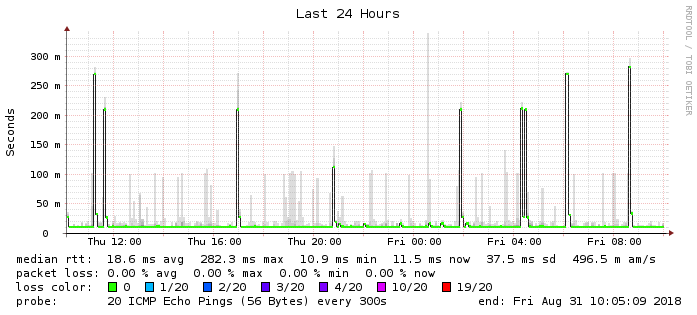 Last 24 Hours
RRDTOOL / TOBI OETIKER
Seconds
300 m
250 m
200 m
150 m
100 m
50 m
0
Thu 12:00 Thu 16:00 Thu 20:00 Fri 00:00 Fri 04:00 Fri 08:00
median rtt: 18.6 ms avg 282.3 ms max 10.9 ms min 11.5 ms now 37.5 ms sd 496.5 m am/s
packet loss: 0.00 % avg 0.00 % max 0.00 % min 0.00 % now
loss color: 0 1/20 2/20 3/20 4/20 10/20 19/20
probe: 20 ICMP Echo Pings (56 Bytes) every 300s end: Fri Aug 31 10:05:09 2018